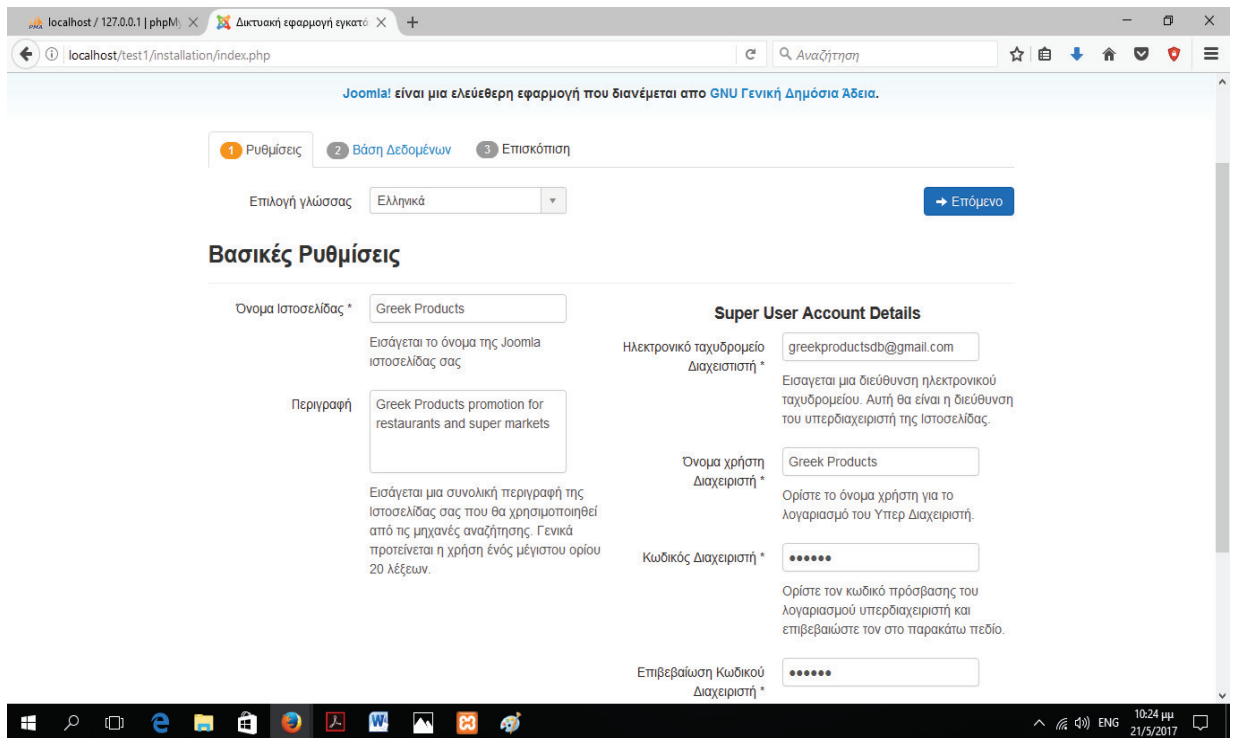 localhost / 127.0.0.1 | phpM
Δικτυακή εφαρμογή εγκατά
localhost/test1/installation/index.php
Αναζήτηση
Joomla! είναι μια ελεύεθερη εφαρμογή που διανέμεται απο GNU Γενική Δημόσια Άδεια.
1 Ρυθμίσεις
2 Βάση Δεδομένων
3 Επισκόπιση
Επιλογή γλώσσας
Ελληνικά
Επόμενο
Βασικές Ρυθμίσεις
Όνομα Ιστοσελίδας *
Greek Products
Εισάγεται το όνομα της Joomla
ιστοσελίδας σας
Περιγραφή
Greek Products promotion for
restaurants and super markets
Εισάγεται μια συνολική περιγραφή της
Ιστοσελίδας σας που θα χρησιμοποιηθεί
από τις μηχανές αναζήτησης. Γενικά
προτείνεται η χρήση ένός μέγιστου ορίου
20 λέξεων.
Super User Account Details
Ηλεκτρονικό ταχυδρομείο
Διαχειστιστή *
greekproductsdb@gmail.com
Εισαγεται μια διεύθυνση ηλεκτρονικού
ταχυδρομείου. Αυτή θα είναι η διεύθυνση
του υπερδιαχειριστή της Ιστοσελίδας.
Όνομα χρήστη
Διαχειριστή *
Greek Products
Ορίστε το όνομα χρήστη για το
λογαριασμό του Υπερ Διαχειριστή.
Κωδικός Διαχειριστή *
••••••
Ορίστε τον κωδικό πρόσβασης του
λογαριασμού υπερδιαχειριστή και
επιβεβαιώστε τον στο παρακάτω πεδίο.
Επιβεβαίωση Κωδικού
Διαχειριστή *
••••••
ENG
10:24 μμ
21/5/2017